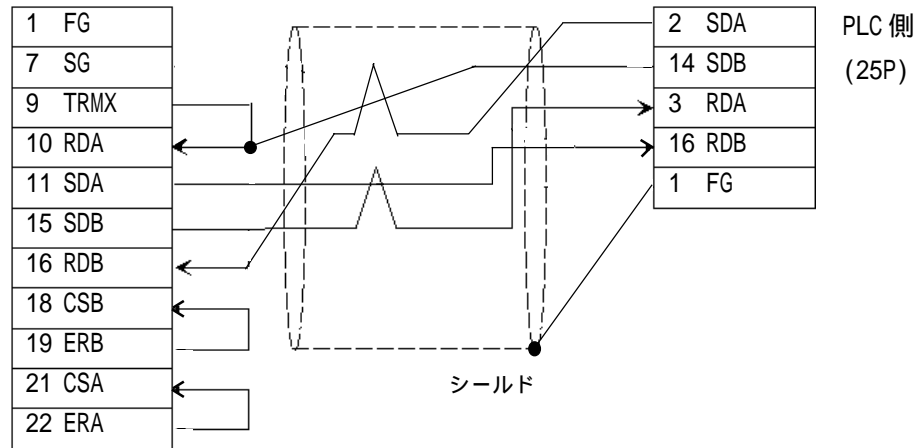 1 FG
7 SG
9 TRMX
10 RDA
11 SDA
15 SDB
16 RDB
18 CSB
19 ERB
21 CSA
22 ERA
シールド
2 SDA
14 SDB
3 RDA
16 RDB
1 FG
PLC 側
(25P)